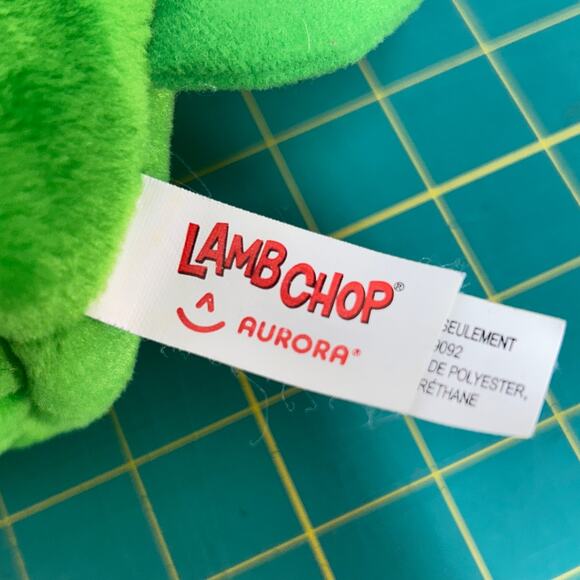 LAMB CHOP®
AURORA®
SEULEMENT
9092
DE POLYESTER,
RÉTHANE